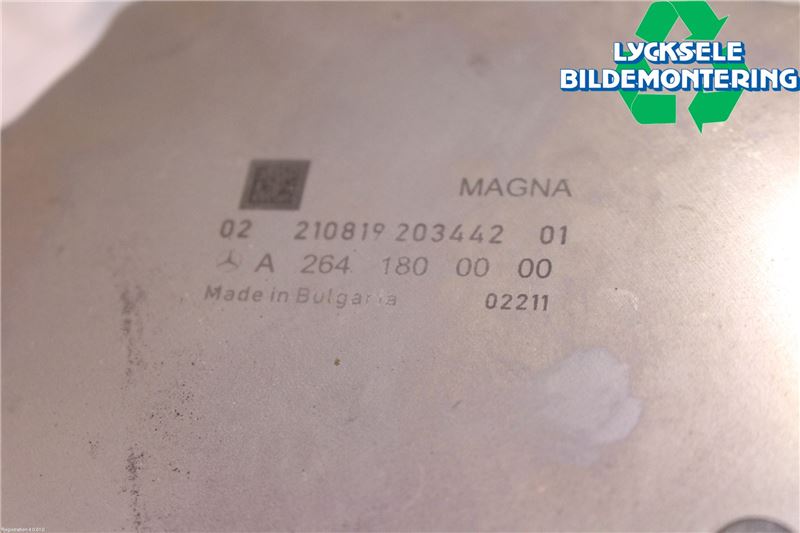 LYCKSELE
BILDEMONTERING
MAGNA
02 210819 203442 01
A 264 180 00 00
Made in Bulgaria 02211